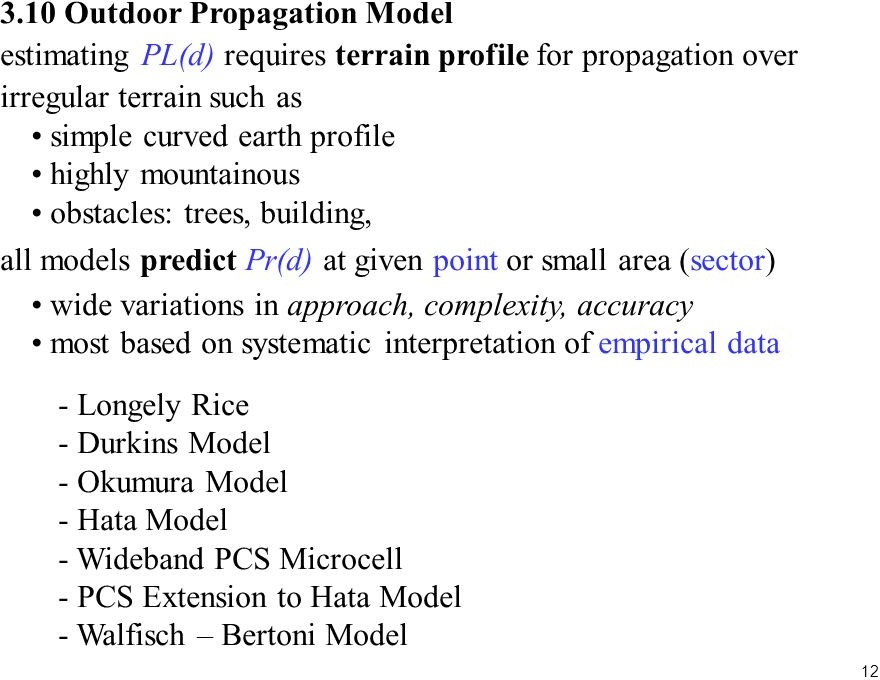 3.10 Outdoor Propagation Model
estimating PL(d) requires terrain profile for propagation over
irregular terrain such as
• simple curved earth profile
• highly mountainous
• obstacles: trees, building,
all models predict Pr(d) at given point or small area (sector)
• wide variations in approach, complexity, accuracy
• most based on systematic interpretation of empirical data
- Longely Rice
- Durkins Model
- Okumura Model
- Hata Model
- Wideband PCS Microcell
- PCS Extension to Hata Model
- Walfisch – Bertoni Model
12